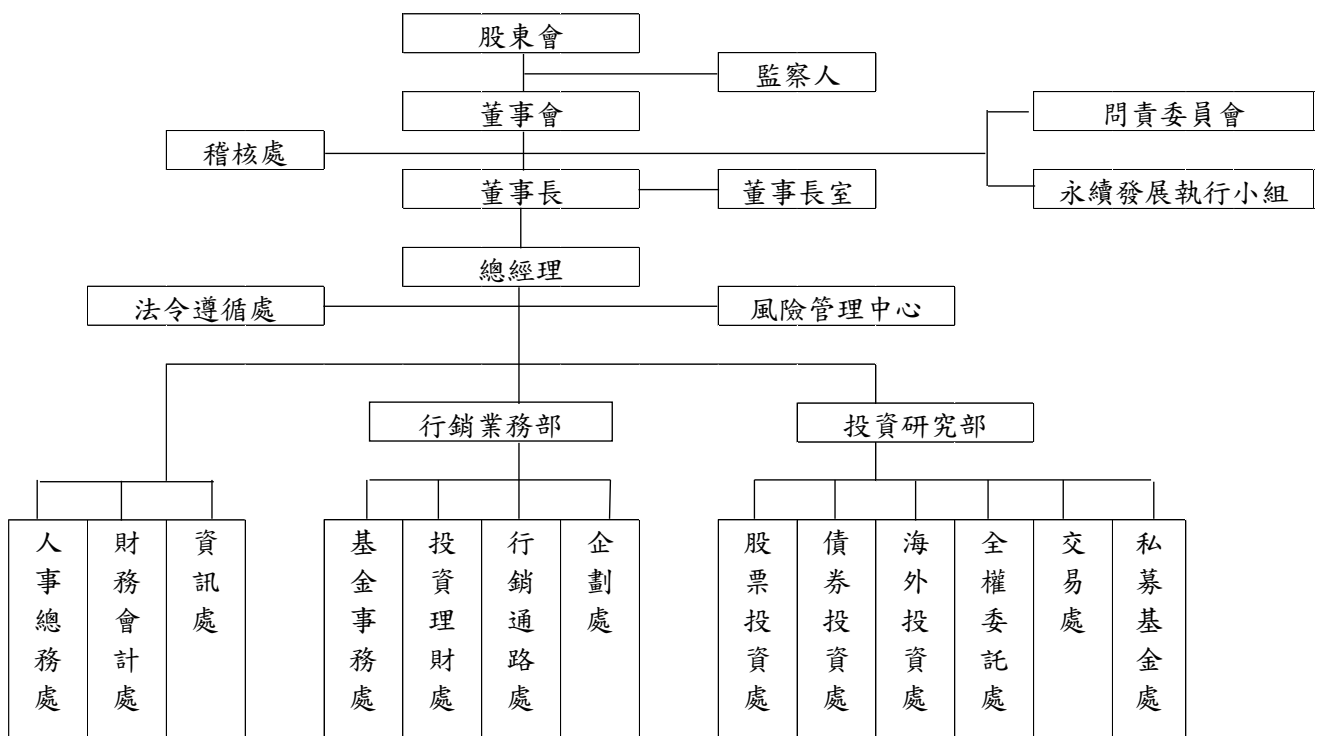 股東會
監察人
董事會
問責委員會
稽核處
董事長
董事長室
永續發展執行小組
總經理
法令遵循處
風險管理中心
行銷業務部
投資研究部
人事總務處
財務會計處
資訊處
基金事務處
投資理財處
行銷通路處
企劃處
股票投資處
債券投資處
海外投資處
全權委託處
交易處
私募基金處